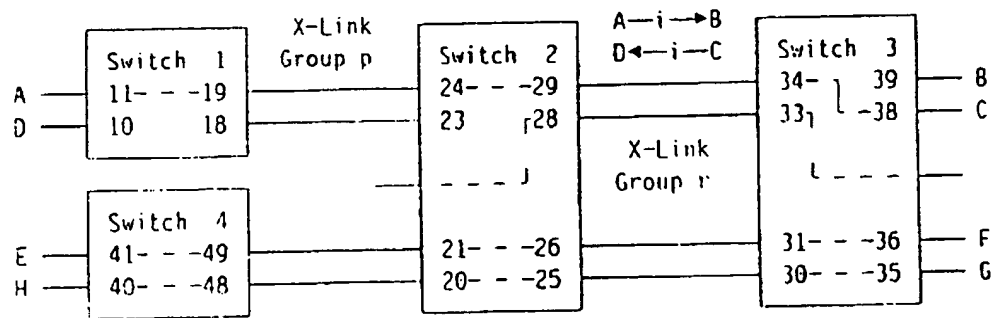 X-Link
Group p
A—i→B
D←i—C
Switch 1
Switch 2
Switch 3
A
11- - -19
24- - -29
34-
39
B
D
10
18
23
28
33
-38
C
X-Link
Group r
Switch 4
E
41- - -49
21- - -26
31- - -36
F
H
40- - -48
20- - -25
30- - -35
G